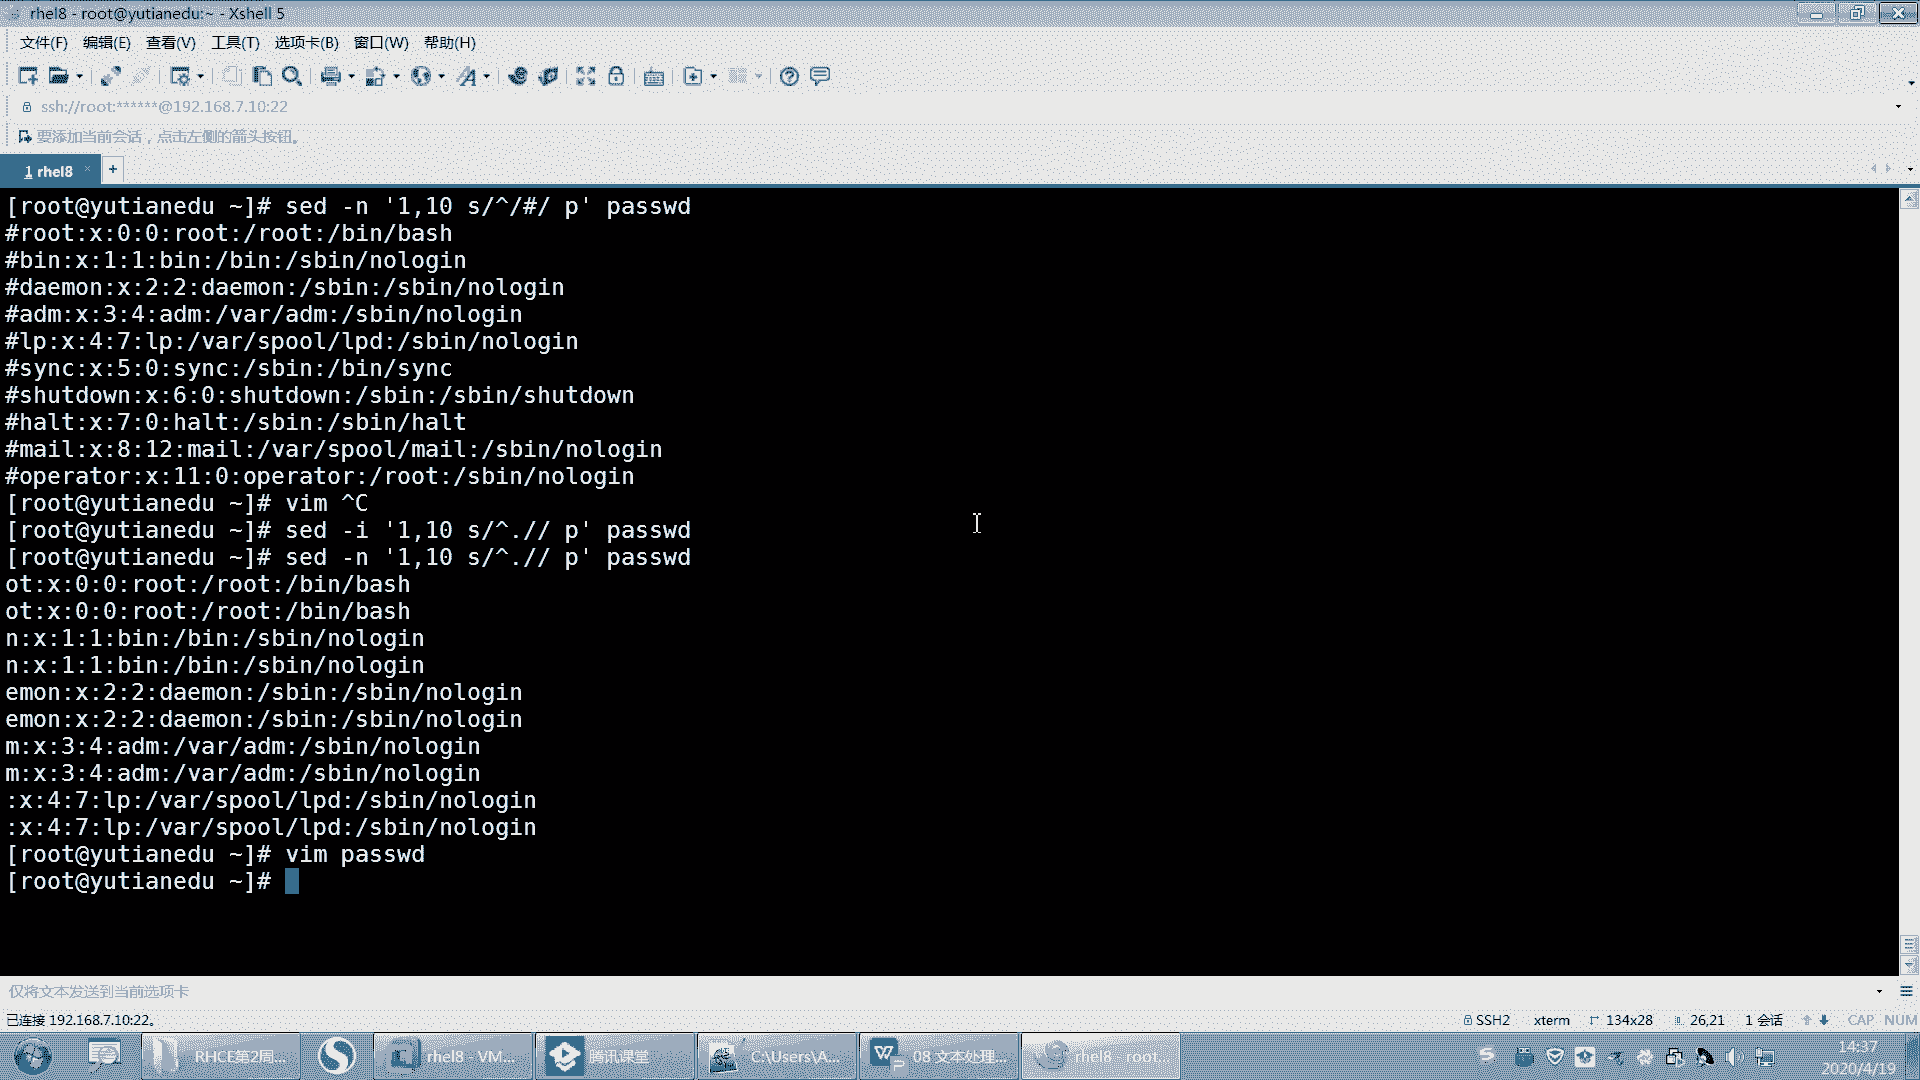 rhel8 - root@yutianedu:~ - Xshell 5
文件(F) 编辑(E) 查看(V) 工具(T) 选项卡(B) 窗口(W) 帮助(H)
ssh://root:******@192.168.7.10:22
要添加当前会话，点击左侧的箭头按钮。
1 rhel8
[root@yutianedu ~]# sed -n '1,10 s/^/#/ p' passwd
#root:x:0:0:root:/root:/bin/bash
#bin:x:1:1:bin:/bin:/sbin/nologin
#daemon:x:2:2:daemon:/sbin:/sbin/nologin
#adm:x:3:4:adm:/var/adm:/sbin/nologin
#lp:x:4:7:lp:/var/spool/lpd:/sbin/nologin
#sync:x:5:0:sync:/sbin:/bin/sync
#shutdown:x:6:0:shutdown:/sbin:/sbin/shutdown
#halt:x:7:0:halt:/sbin:/sbin/halt
#mail:x:8:12:mail:/var/spool/mail:/sbin/nologin
#operator:x:11:0:operator:/root:/sbin/nologin
[root@yutianedu ~]# vim ^C
[root@yutianedu ~]# sed -i '1,10 s/^.// p' passwd
[root@yutianedu ~]# sed -n '1,10 s/^.// p' passwd
ot:x:0:0:root:/root:/bin/bash
ot:x:0:0:root:/root:/bin/bash
n:x:1:1:bin:/bin:/sbin/nologin
n:x:1:1:bin:/bin:/sbin/nologin
emon:x:2:2:daemon:/sbin:/sbin/nologin
emon:x:2:2:daemon:/sbin:/sbin/nologin
m:x:3:4:adm:/var/adm:/sbin/nologin
m:x:3:4:adm:/var/adm:/sbin/nologin
:x:4:7:lp:/var/spool/lpd:/sbin/nologin
:x:4:7:lp:/var/spool/lpd:/sbin/nologin
[root@yutianedu ~]# vim passwd
[root@yutianedu ~]#
仅将文本发送到当前选项卡
已连接 192.168.7.10:22。 SSH2 xterm 134x28 26,21 1 会话 CAP NUM
RHCE第2周... rhel8 - VM... 腾讯课堂 C:\Users\A... 08 文本处理... rhel8 - root...
14:37
2020/4/19